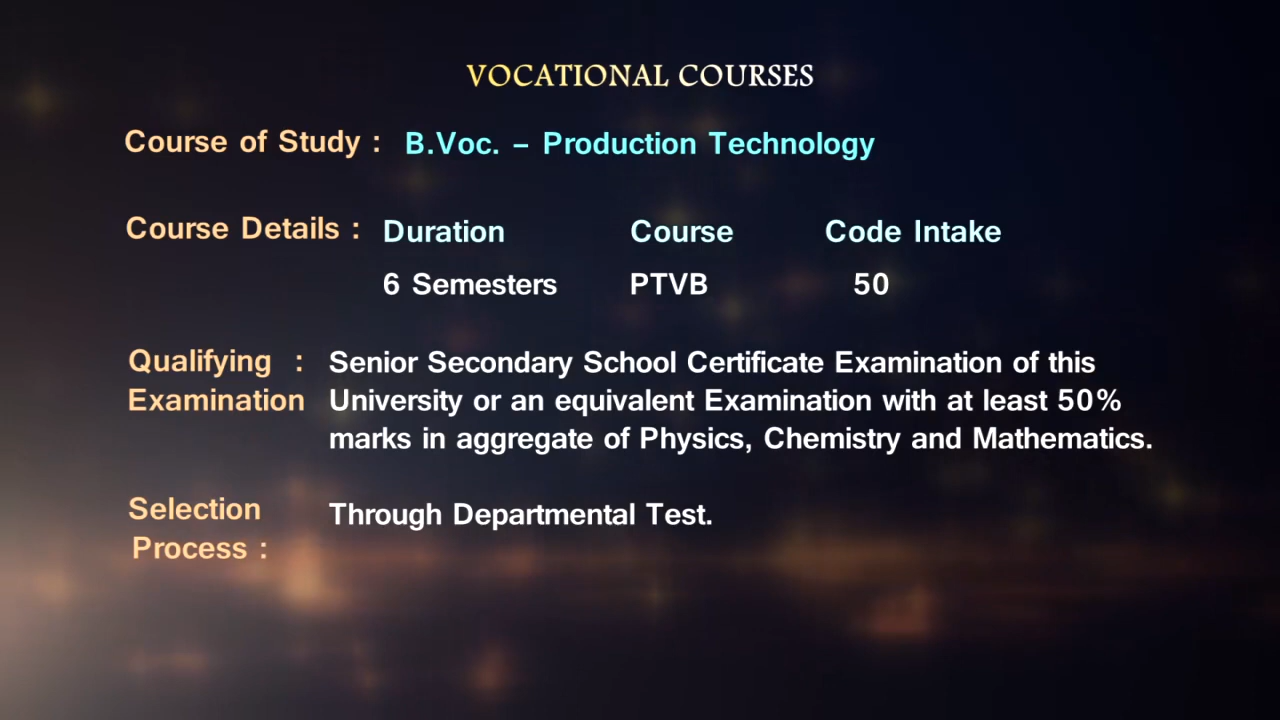 VOCATIONAL COURSES
Course of Study : B.Voc. – Production Technology
Course Details : Duration Course Code Intake
6 Semesters PTVB 50
Qualifying : Senior Secondary School Certificate Examination of this
Examination University or an equivalent Examination with at least 50%
marks in aggregate of Physics, Chemistry and Mathematics.
Selection Through Departmental Test.
Process :